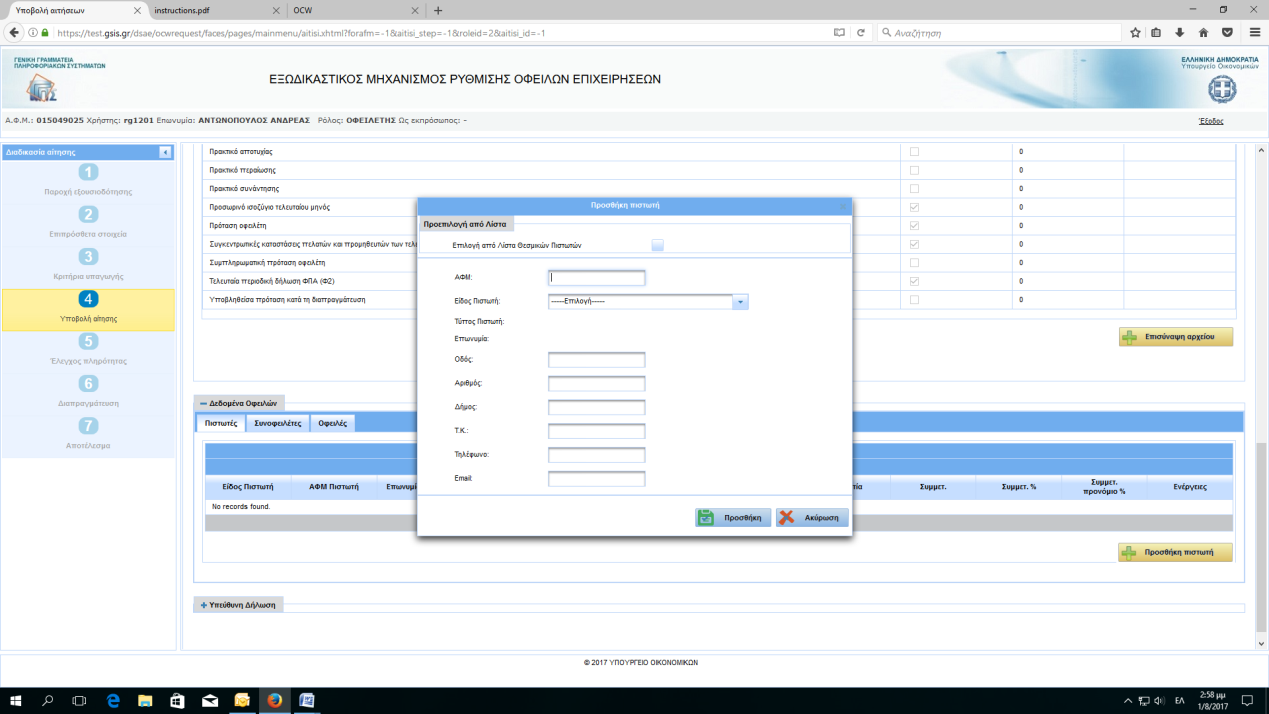 Υποβολή αιτήσεων
instructions.pdf
OCW
https://test.gsis.gr/dsae/ocwrequest/faces/pages/mainmenu/aitisi.xhtml?forafm=-1&aitisi_step=-1&roleid=2&aitisi_id=-1
Αναζήτηση
ΓΕΝΙΚΗ ΓΡΑΜΜΑΤΕΙΑ
ΠΛΗΡΟΦΟΡΙΑΚΩΝ ΣΥΣΤΗΜΑΤΩΝ
ΕΞΩΔΙΚΑΣΤΙΚΟΣ ΜΗΧΑΝΙΣΜΟΣ ΡΥΘΜΙΣΗΣ ΟΦΕΙΛΩΝ ΕΠΙΧΕΙΡΗΣΕΩΝ
ΕΛΛΗΝΙΚΗ ΔΗΜΟΚΡΑΤΙΑ
Υπουργείο Οικονομικών
Α.Φ.Μ.: 015049025 Χρήστης: rg1201 Επωνυμία: ΑΝΤΩΝΟΠΟΥΛΟΣ ΑΝΔΡΕΑΣ Ρόλος: ΟΦΕΙΛΕΤΗΣ Ως εκπρόσωπος: -
Έξοδος
Διαδικασία αίτησης
1
Παροχή εξουσιοδότησης
2
Επιπρόσθετα στοιχεία
3
Κριτήρια υπαγωγής
4
Υποβολή αίτησης
5
Έλεγχος πληρότητας
6
Διαπραγμάτευση
7
Αποτέλεσμα
Πρακτικό αποτυχίας 0
Πρακτικό περαίωσης 0
Πρακτικό συνάντησης 0
Προσωρινό ισοζύγιο τελευταίου μηνός 0
Πρόταση οφειλέτη 0
Συγκεντρωτικές καταστάσεις πελατών και προμηθευτών των τελε 0
Συμπληρωματική πρόταση οφειλέτη 0
Τελευταία περιοδική δήλωση ΦΠΑ (Φ2) 0
Υποβληθείσα πρόταση κατά τη διαπραγμάτευση 0
Επισύναψη αρχείου
Δεδομένα Οφειλών
Πιστωτές Συνοφειλέτες Οφειλές
Είδος Πιστωτή ΑΦΜ Πιστωτή Επωνυμί τία Συμμετ. Συμμετ. % Συμμετ. προνόμιο % Ενέργειες
No records found.
Προσθήκη πιστωτή
Υπεύθυνη Δήλωση
Προσθήκη πιστωτή
Προεπιλογή από Λίστα
Επιλογή από Λίστα Θεσμικών Πιστωτών
ΑΦΜ:
Είδος Πιστωτή: -----Επιλογή-----
Τύπος Πιστωτή:
Επωνυμία:
Οδός:
Αριθμός:
Δήμος:
Τ.Κ.:
Τηλέφωνο:
Email:
Προσθήκη Ακύρωση
© 2017 ΥΠΟΥΡΓΕΙΟ ΟΙΚΟΝΟΜΙΚΩΝ
ΕΛ
2:58 μμ
1/8/2017